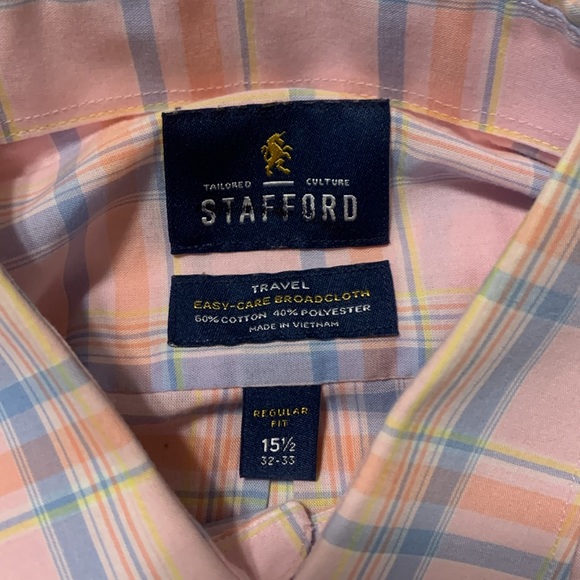 TAILORED CULTURE
STAFFORD
TRAVEL
EASY-CARE BROADCLOTH
60% COTTON 40% POLYESTER
MADE IN VIETNAM
REGULAR
FIT
15½
32-33